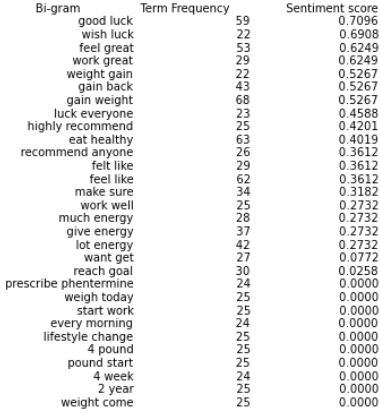 Bi-gram Term Frequency Sentiment score
good luck 59 0.7096
wish luck 22 0.6908
feel great 53 0.6249
work great 29 0.6249
weight gain 22 0.5267
gain back 43 0.5267
gain weight 68 0.5267
luck everyone 23 0.4588
highly recommend 25 0.4201
eat healthy 63 0.4019
recommend anyone 26 0.3612
felt like 29 0.3612
feel like 62 0.3612
make sure 34 0.3182
work well 25 0.2732
much energy 28 0.2732
give energy 37 0.2732
lot energy 42 0.2732
want get 27 0.0772
reach goal 30 0.0258
prescribe phentermine 24 0.0000
weigh today 25 0.0000
start work 25 0.0000
every morning 24 0.0000
lifestyle change 25 0.0000
4 pound 25 0.0000
pound start 25 0.0000
4 week 24 0.0000
2 year 25 0.0000
weight come 25 0.0000